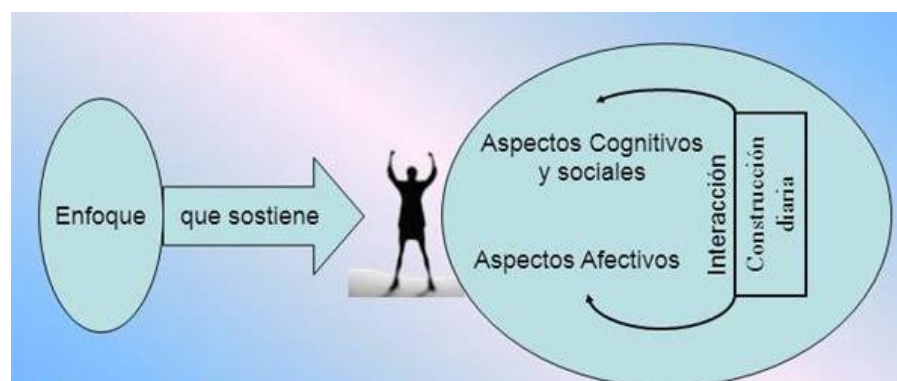 Enfoque
que sostiene
Aspectos Cognitivos
y sociales
Aspectos Afectivos
Interacción
Construcción
diaria